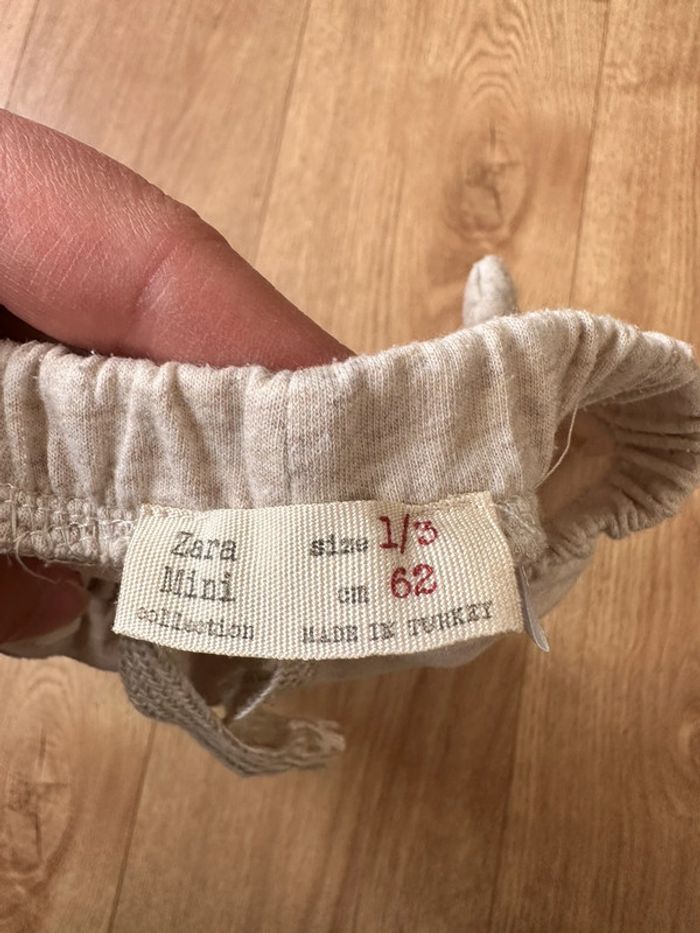 Zara size 1/3
Mini cm 62
collection MADE IN TURKEY